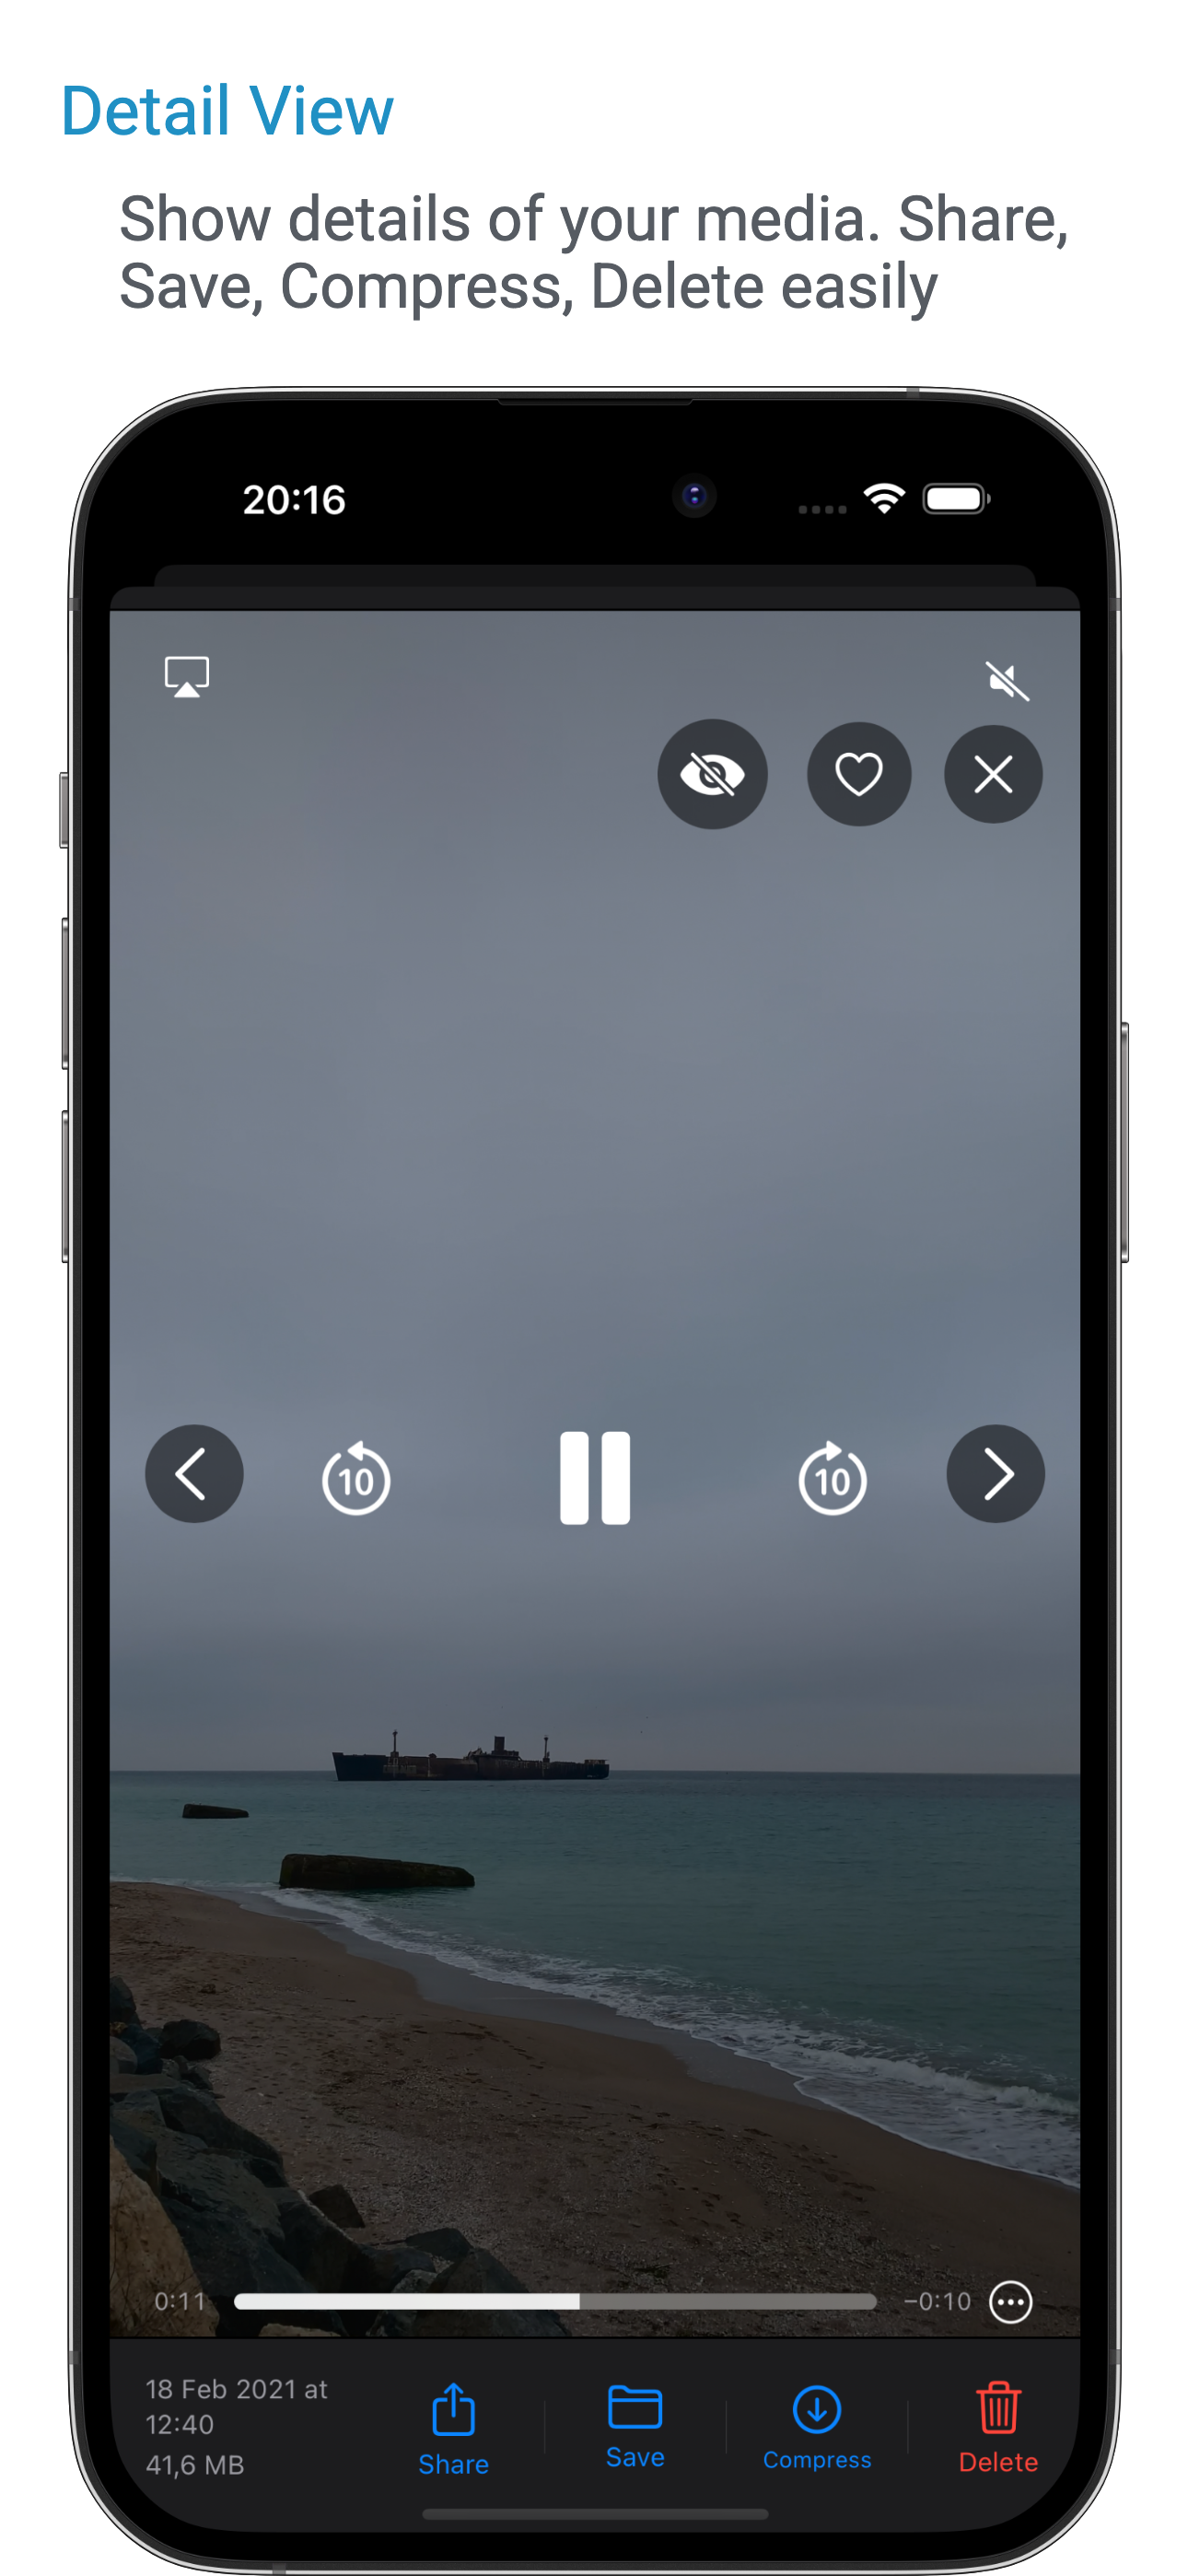 Detail View
Show details of your media. Share,
Save, Compress, Delete easily
20:16
10
10
0:11
−0:10
18 Feb 2021 at
12:40
41,6 MB
Share
Save
Compress
Delete